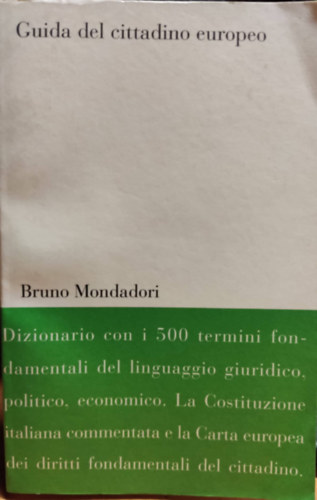 Guida del cittadino europeo
Bruno Mondadori
Dizionario con i 500 termini fon-
damentali del linguaggio giuridico,
politico, economico. La Costituzione
italiana commentata e la Carta europea
dei diritti fondamentali del cittadino.